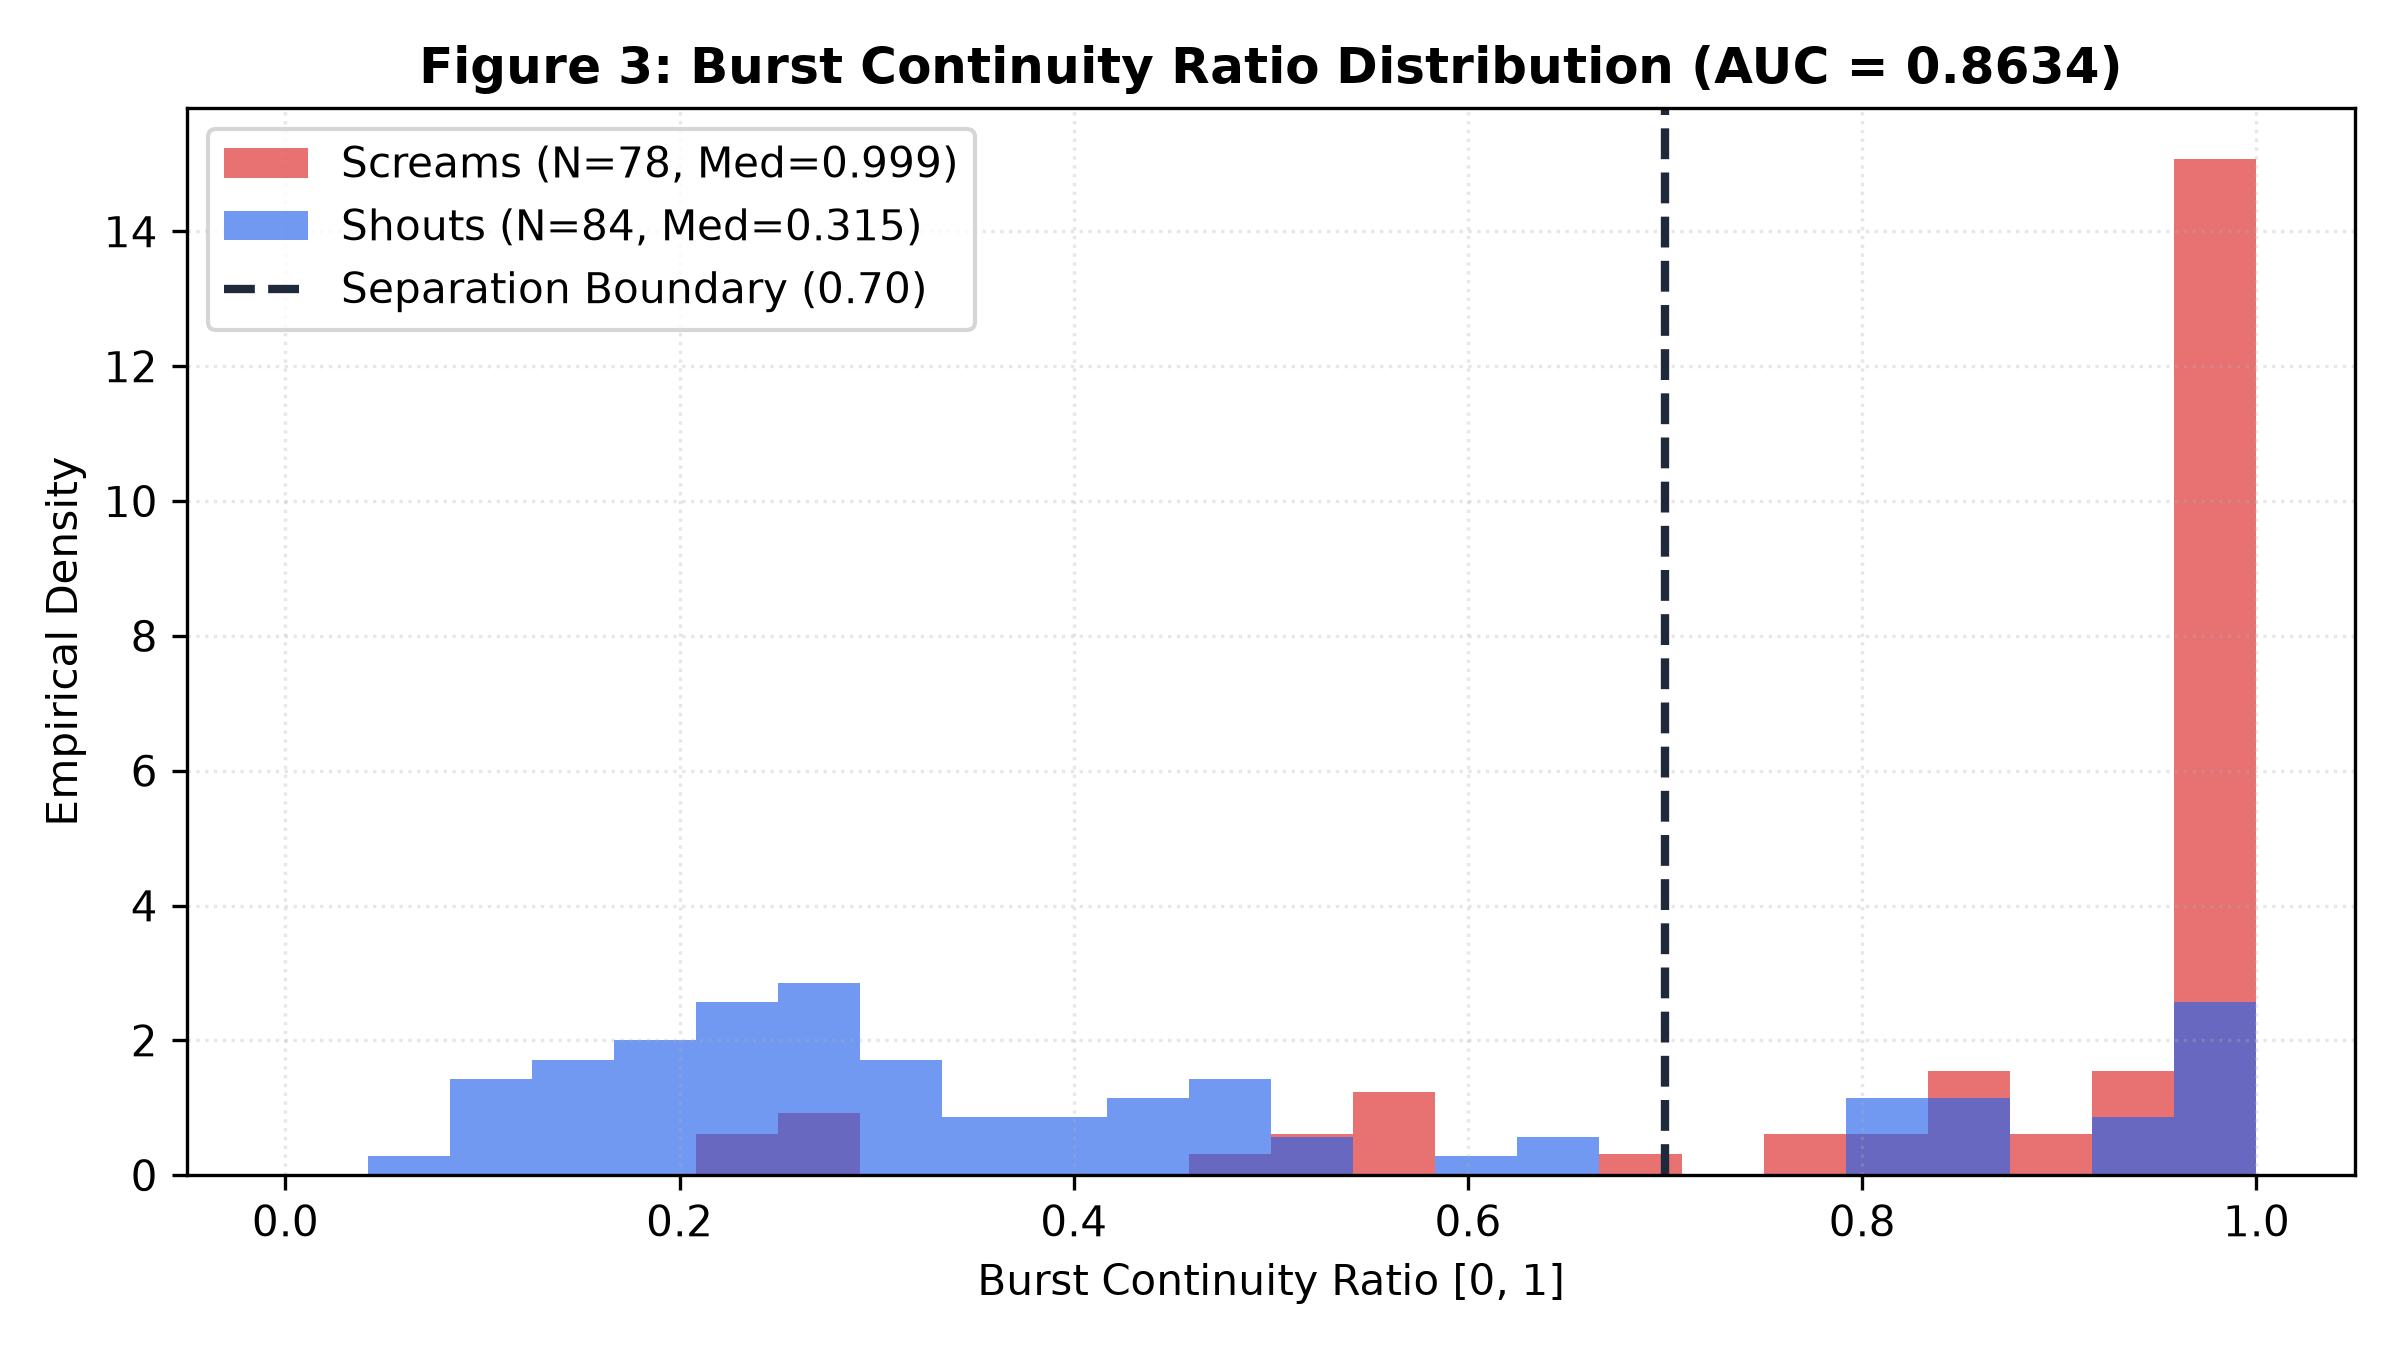 Figure 3: Burst Continuity Ratio Distribution (AUC = 0.8634)
Screams (N=78, Med=0.999)
Shouts (N=84, Med=0.315)
Separation Boundary (0.70)
Empirical Density
14
12
10
8
6
4
2
0
0.0 0.2 0.4 0.6 0.8 1.0
Burst Continuity Ratio [0, 1]